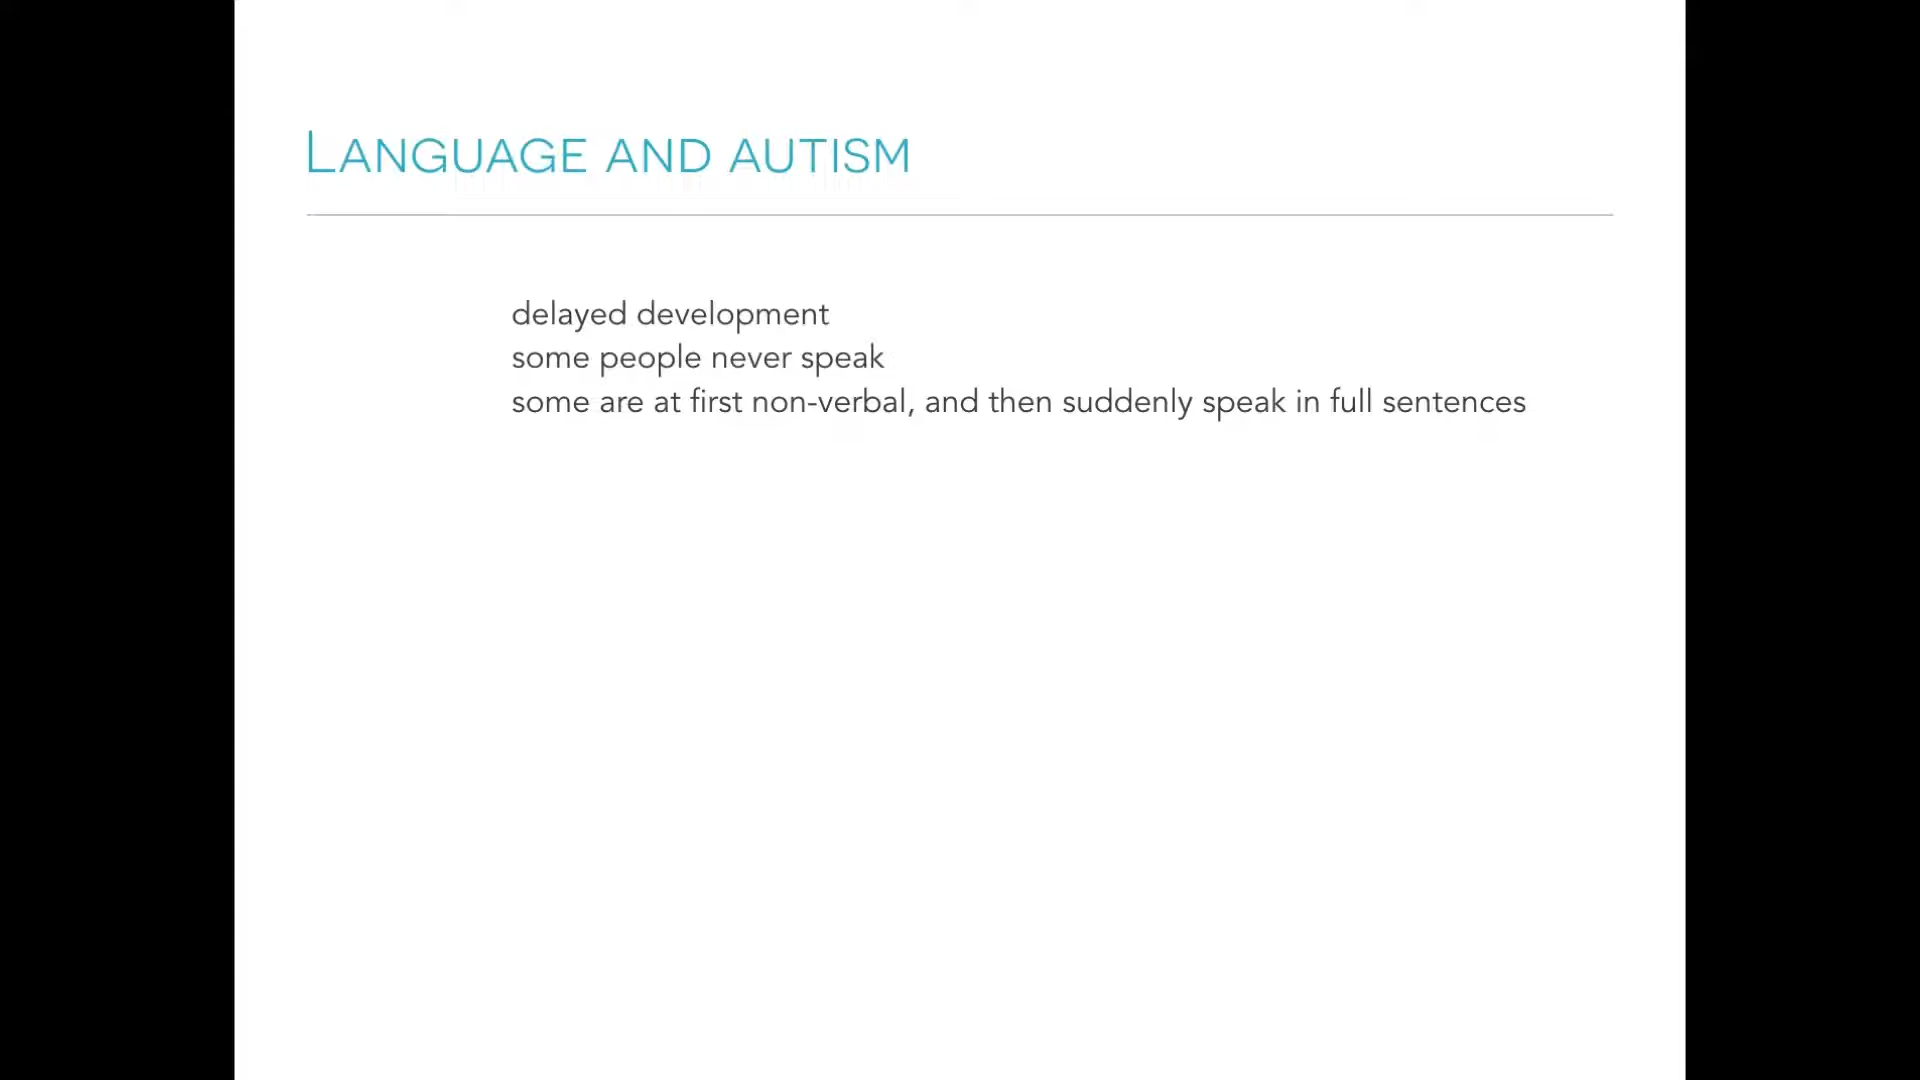 Language and autism
delayed development
some people never speak
some are at first non-verbal, and then suddenly speak in full sentences